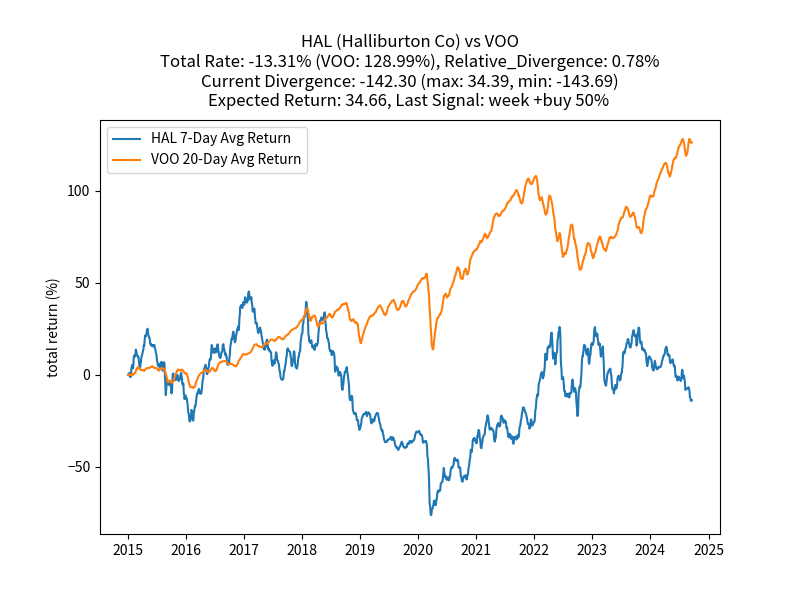 HAL (Halliburton Co) vs VOO
Total Rate: -13.31% (VOO: 128.99%), Relative_Divergence: 0.78%
Current Divergence: -142.30 (max: 34.39, min: -143.69)
Expected Return: 34.66, Last Signal: week +buy 50%
HAL 7-Day Avg Return
VOO 20-Day Avg Return
total return (%)
100
50
0
−50
2015 2016 2017 2018 2019 2020 2021 2022 2023 2024 2025